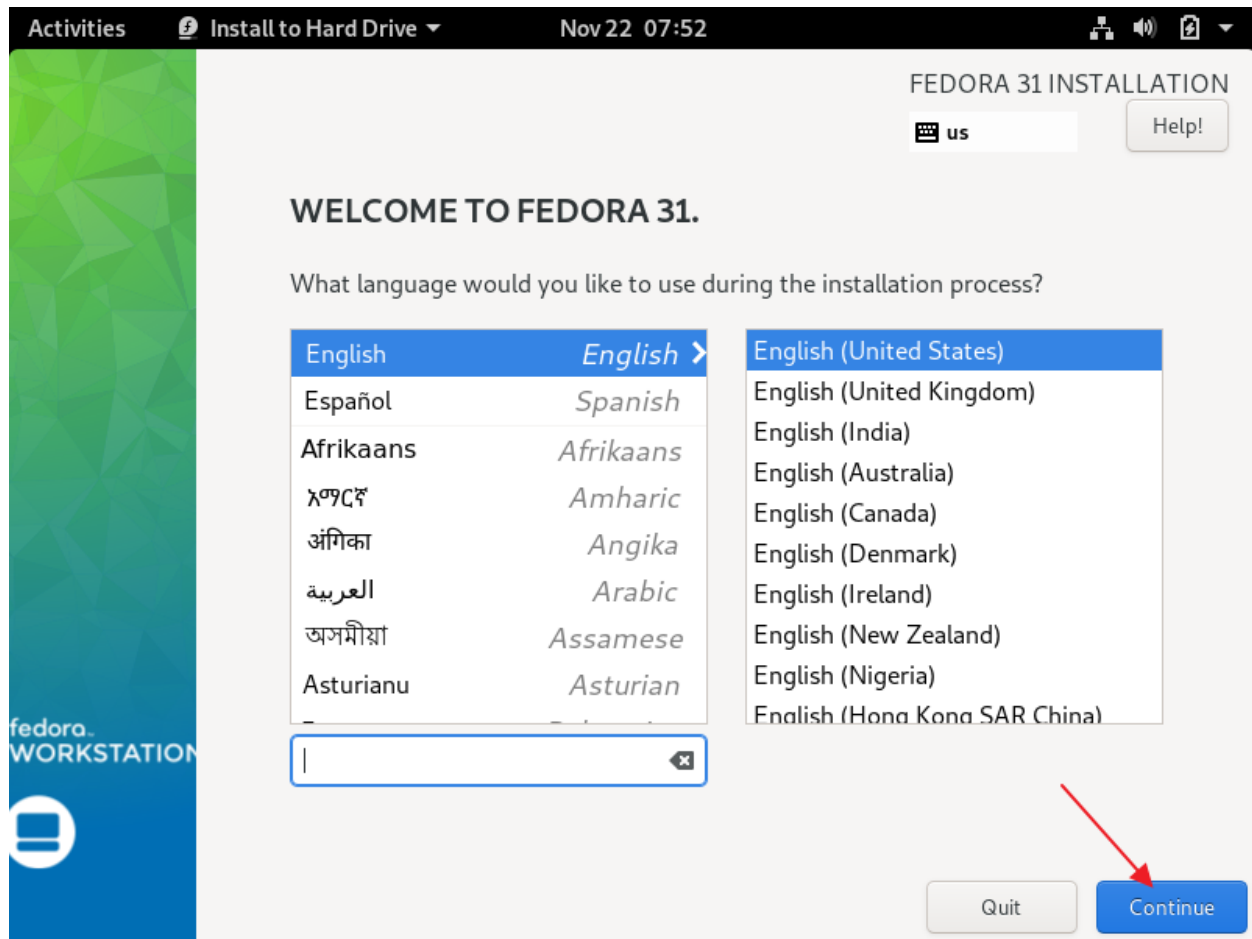 Activities Install to Hard Drive Nov 22 07:52
FEDORA 31 INSTALLATION
us Help!
WELCOME TO FEDORA 31.
What language would you like to use during the installation process?
English English
Español Spanish
Afrikaans Afrikaans
አማርኛ Amharic
अंगिका Angika
العربية Arabic
অসমীয়া Assamese
Asturianu Asturian
English (United States)
English (United Kingdom)
English (India)
English (Australia)
English (Canada)
English (Denmark)
English (Ireland)
English (New Zealand)
English (Nigeria)
English (Hong Kong SAR China)
fedora
WORKSTATION
Quit Continue